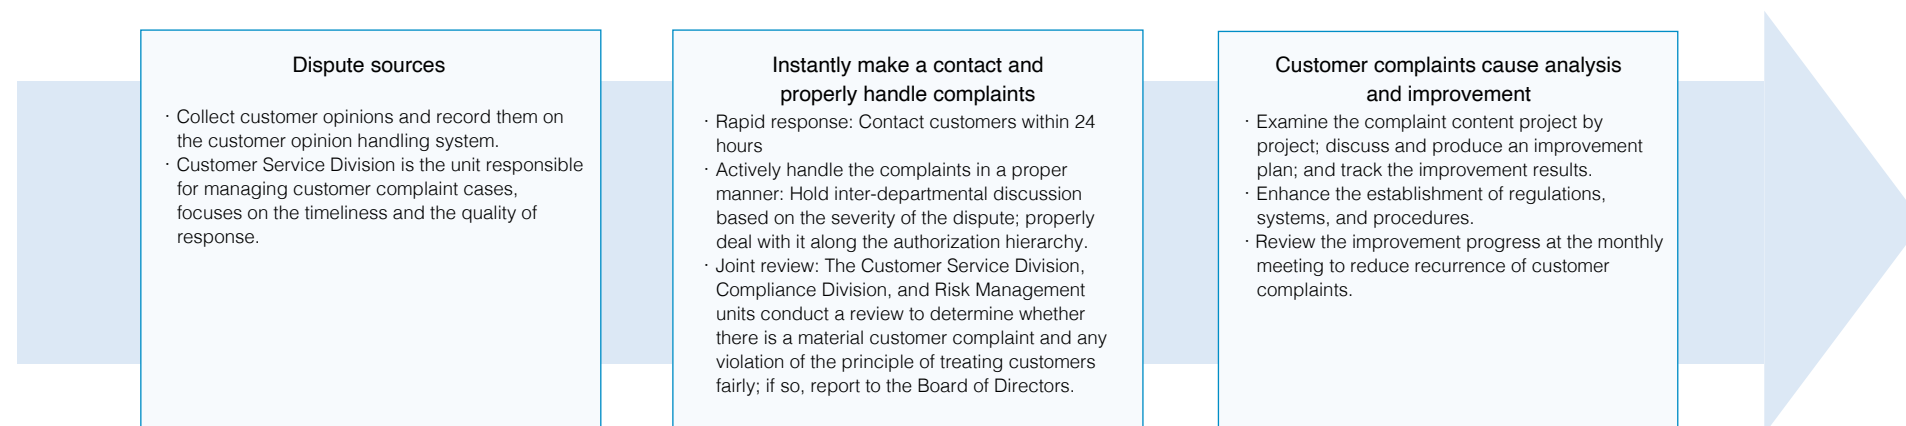 Dispute sources
· Collect customer opinions and record them on
the customer opinion handling system.
· Customer Service Division is the unit responsible
for managing customer complaint cases,
focuses on the timeliness and the quality of
response.
Instantly make a contact and
properly handle complaints
· Rapid response: Contact customers within 24
hours
· Actively handle the complaints in a proper
manner: Hold inter-departmental discussion
based on the severity of the dispute; properly
deal with it along the authorization hierarchy.
· Joint review: The Customer Service Division,
Compliance Division, and Risk Management
units conduct a review to determine whether
there is a material customer complaint and any
violation of the principle of treating customers
fairly; if so, report to the Board of Directors.
Customer complaints cause analysis
and improvement
· Examine the complaint content project by
project; discuss and produce an improvement
plan; and track the improvement results.
· Enhance the establishment of regulations,
systems, and procedures.
· Review the improvement progress at the monthly
meeting to reduce recurrence of customer
complaints.